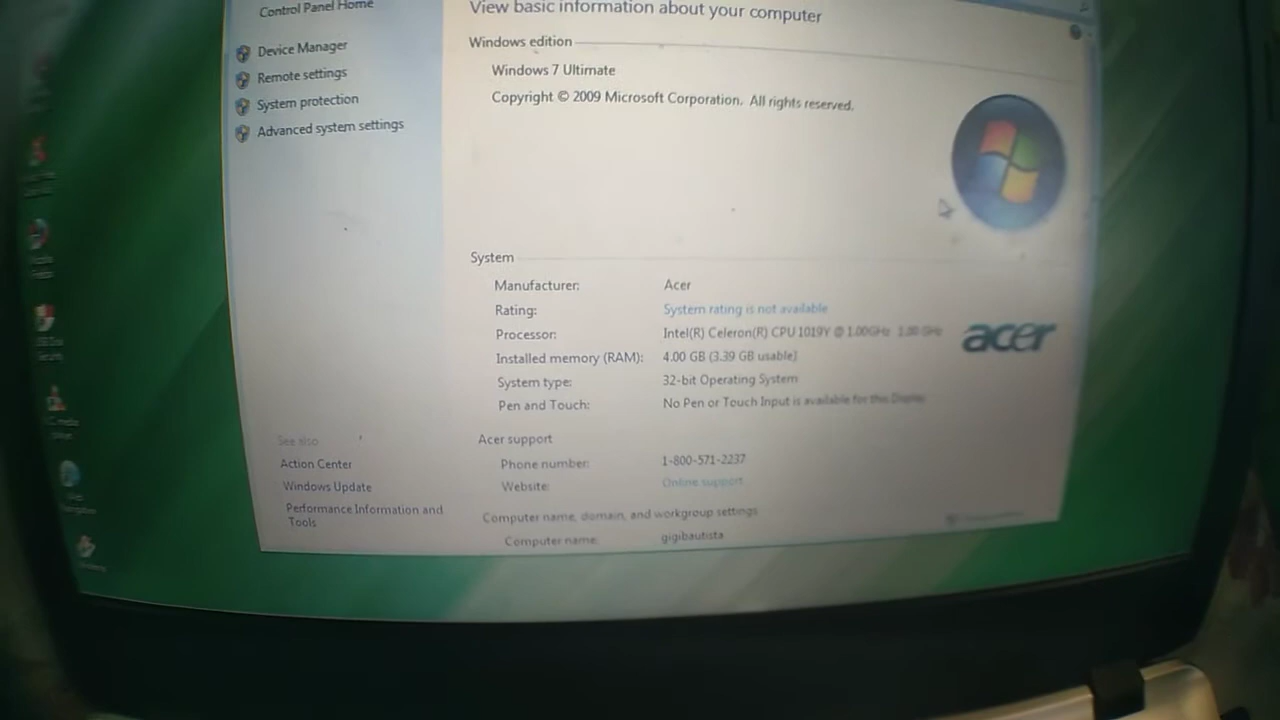 Control Panel Home
Device Manager
Remote settings
System protection
Advanced system settings
See also
Action Center
Windows Update
Performance Information and
Tools
View basic information about your computer
Windows edition
Windows 7 Ultimate
Copyright © 2009 Microsoft Corporation. All rights reserved.
System
Manufacturer: Acer
Rating: System rating is not available
Processor: Intel(R) Celeron(R) CPU 1019Y @ 1.00GHz 1.00 GHz
Installed memory (RAM): 4.00 GB (3.39 GB usable)
System type: 32-bit Operating System
Pen and Touch: No Pen or Touch Input is available for this Display
acer
Acer support
Phone number: 1-800-571-2237
Website: Online support
Computer name, domain, and workgroup settings
Computer name: gigibautista